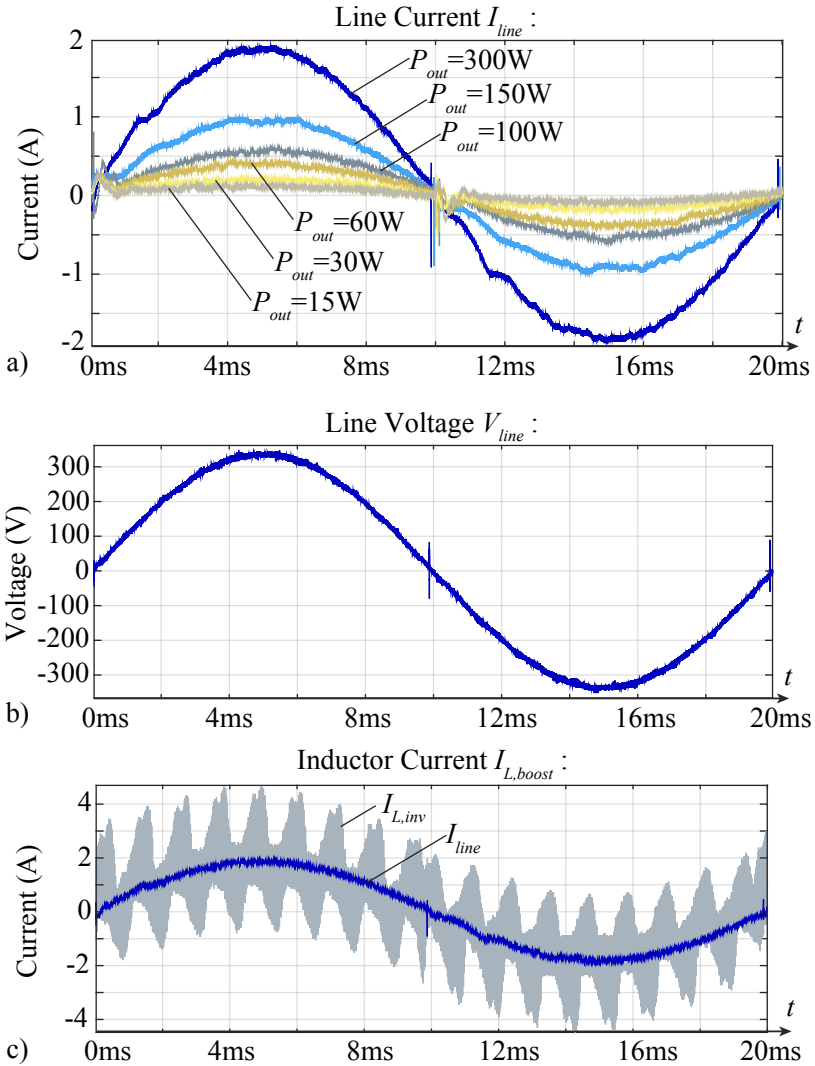 Line Current I_line :
2
1
0
-1
-2
Current (A)
P_out=300W
P_out=150W
P_out=100W
P_out=60W
P_out=30W
P_out=15W
t
a)
0ms 4ms 8ms 12ms 16ms 20ms
Line Voltage V_line :
300
200
100
0
-100
-200
-300
Voltage (V)
t
b)
0ms 4ms 8ms 12ms 16ms 20ms
Inductor Current I_L,boost :
4
2
0
-2
-4
Current (A)
I_L,inv
I_line
t
c)
0ms 4ms 8ms 12ms 16ms 20ms